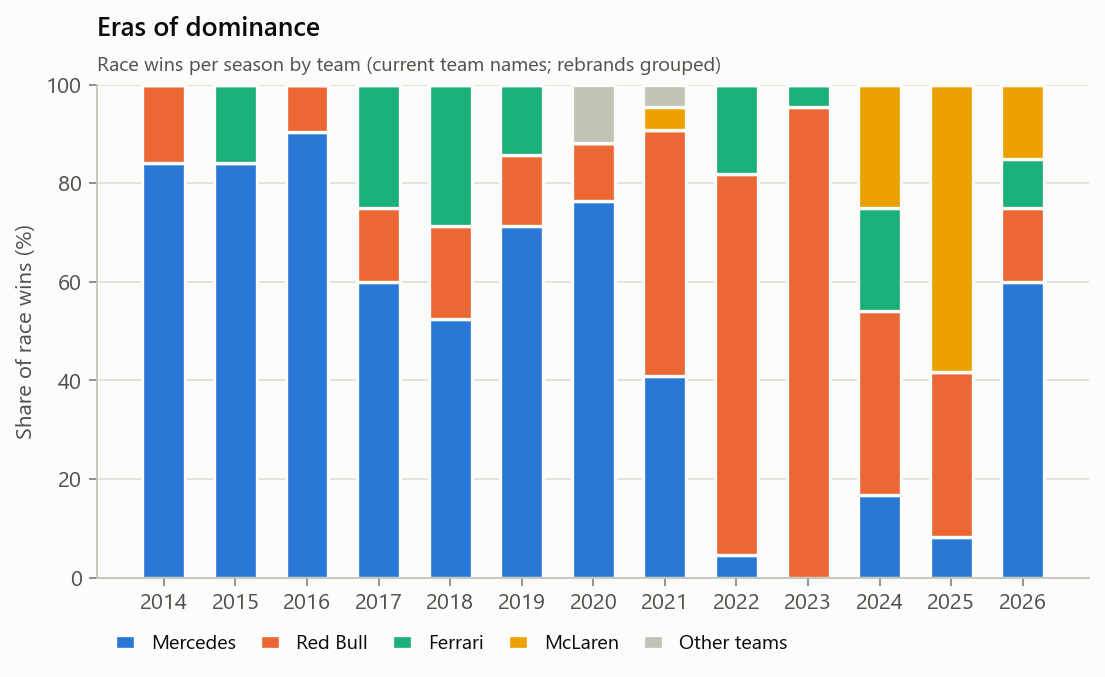 Eras of dominance
Race wins per season by team (current team names; rebrands grouped)
Share of race wins (%)
100
80
60
40
20
0
2014 2015 2016 2017 2018 2019 2020 2021 2022 2023 2024 2025 2026
Mercedes Red Bull Ferrari McLaren Other teams